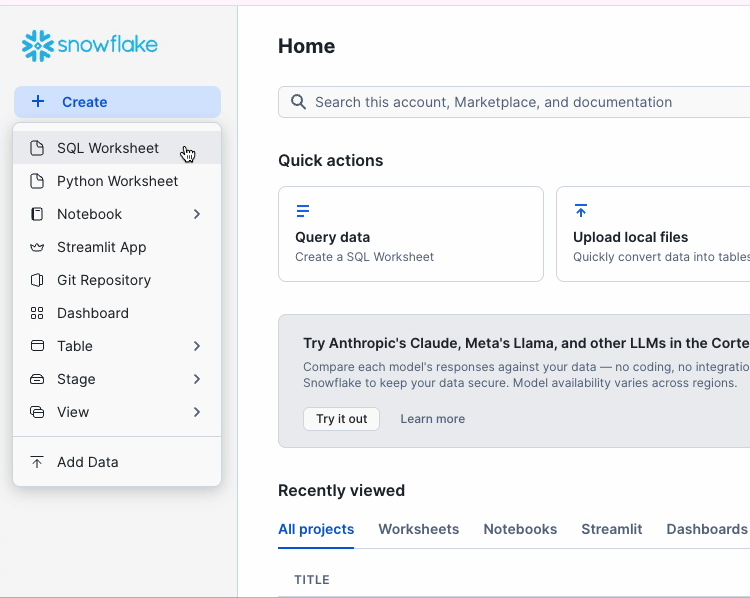 snowflake
Create
SQL Worksheet
Python Worksheet
Notebook
Streamlit App
Git Repository
Dashboard
Table
Stage
View
Add Data
Home
Search this account, Marketplace, and documentation
Quick actions
Query data
Create a SQL Worksheet
Upload local files
Quickly convert data into tables
Try Anthropic's Claude, Meta's Llama, and other LLMs in the Corte
Compare each model's responses against your data — no coding, no integratio
Snowflake to keep your data secure. Model availability varies across regions.
Try it out Learn more
Recently viewed
All projects Worksheets Notebooks Streamlit Dashboards
TITLE